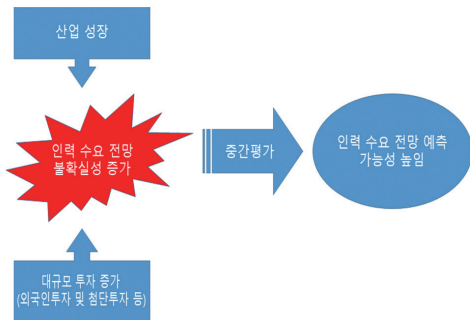 산업 성장
인력 수요 전망
불확실성 증가
중간평가
인력 수요 전망 예측
가능성 높임
대규모 투자 증가
(외국인투자 및 첨단투자 등)